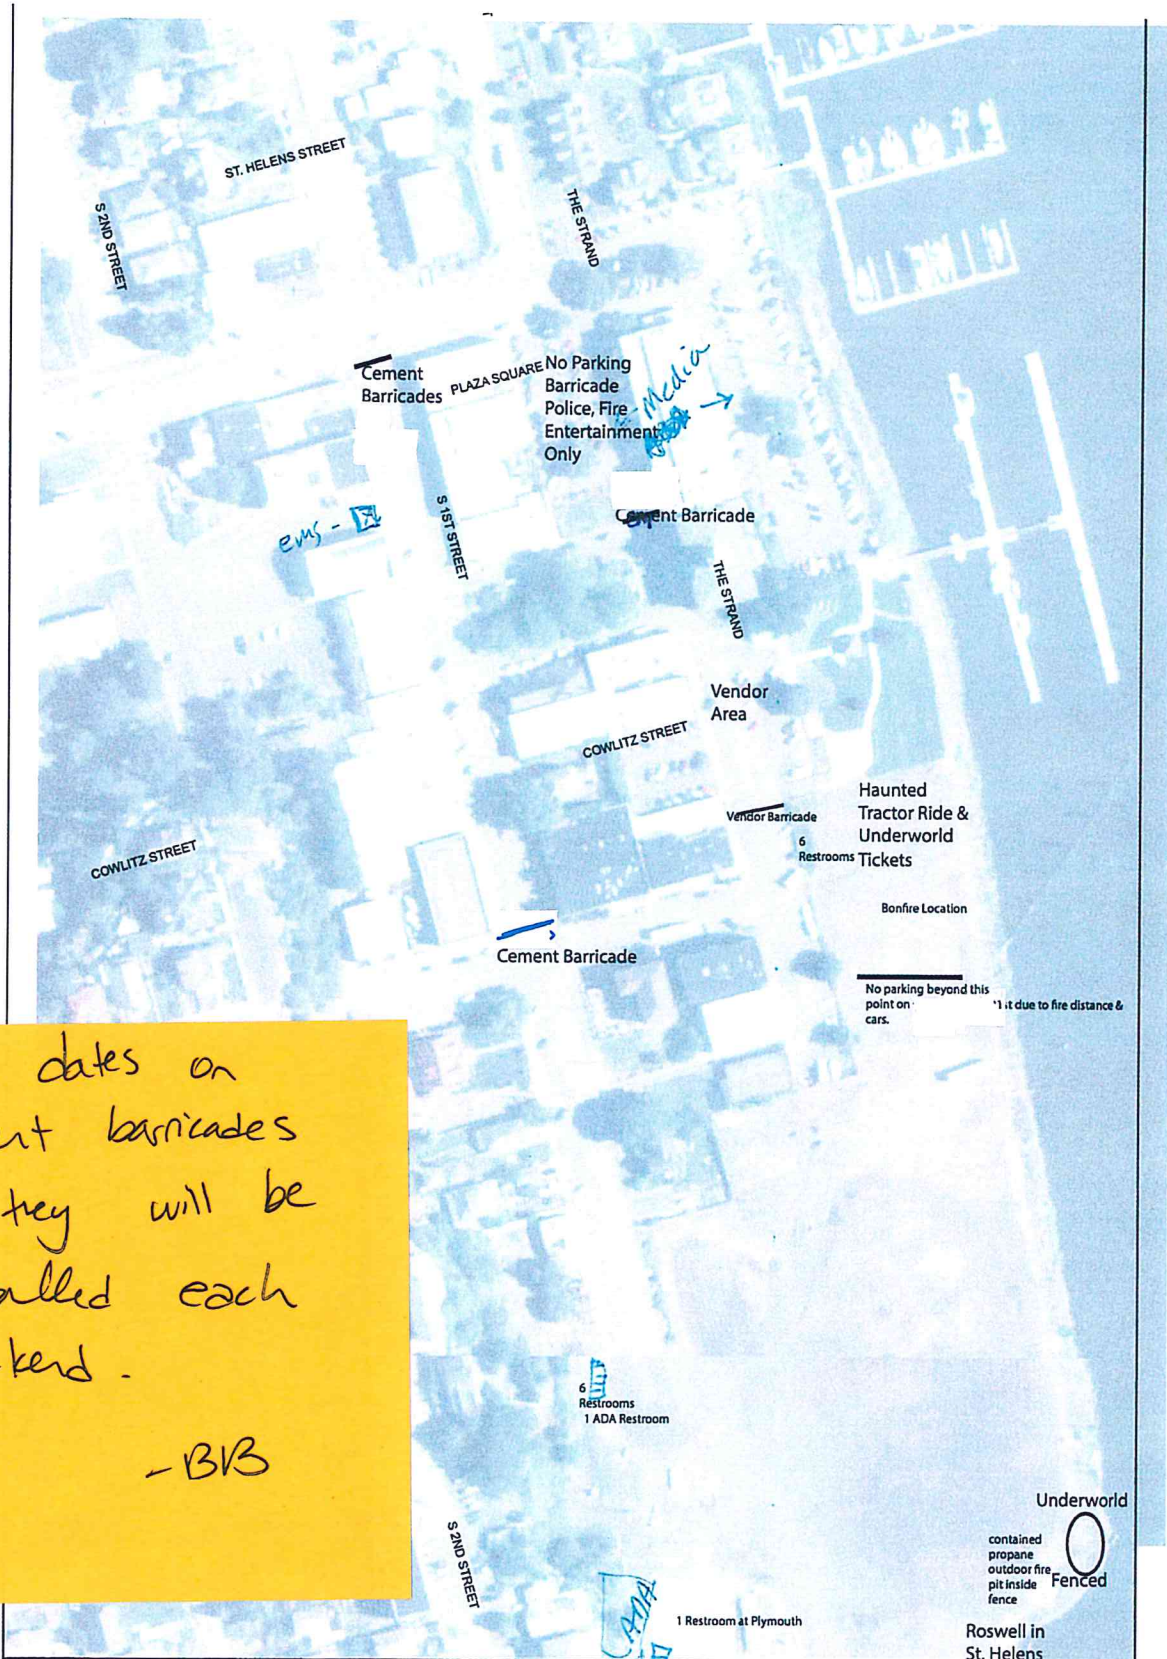 ST. HELENS STREET
S 2ND STREET
THE STRAND
Cement
Barricades
PLAZA SQUARE
No Parking
Barricade
Police, Fire
Entertainment
Only
Media
S 1ST STREET
ems -
Cement Barricade
THE STRAND
Vendor
Area
COWLITZ STREET
Haunted
Tractor Ride &
Underworld
Tickets
Vendor Barricade
6
Restrooms
COWLITZ STREET
Bonfire Location
Cement Barricade
No parking beyond this
point on
due to fire distance &
cars.
dates on
barricades
they will be
each
-BB
6
Restrooms
1 ADA Restroom
S 2ND STREET
ADA
1 Restroom at Plymouth
Underworld
contained
propane
outdoor fire
pit inside
fence
Fenced
Roswell in
St. Helens